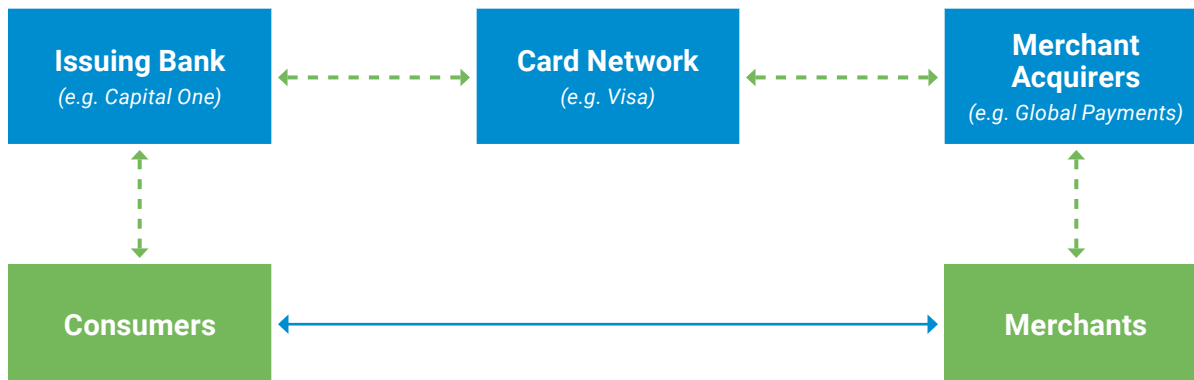 Issuing Bank
(e.g. Capital One)
Card Network
(e.g. Visa)
Merchant
Acquirers
(e.g. Global Payments)
Consumers
Merchants